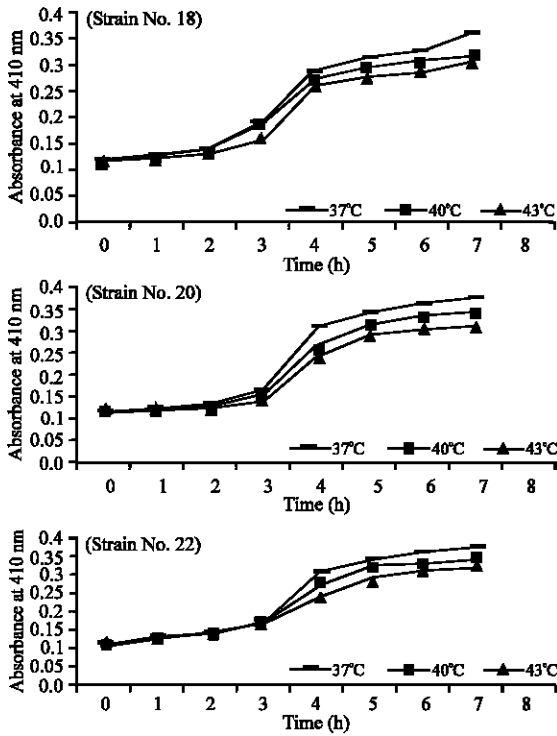 (Strain No. 18)
Absorbance at 410 nm
0.4
0.35
0.3
0.25
0.2
0.15
0.1
0.05
0.0
37°C 40°C 43°C
0 1 2 3 4 5 6 7 8
Time (h)
(Strain No. 20)
Absorbance at 410 nm
0.4
0.35
0.3
0.25
0.2
0.15
0.1
0.05
0.0
37°C 40°C 43°C
0 1 2 3 4 5 6 7 8
Time (h)
(Strain No. 22)
Absorbance at 410 nm
0.4
0.35
0.3
0.25
0.2
0.15
0.1
0.05
0.0
37°C 40°C 43°C
0 1 2 3 4 5 6 7 8
Time (h)